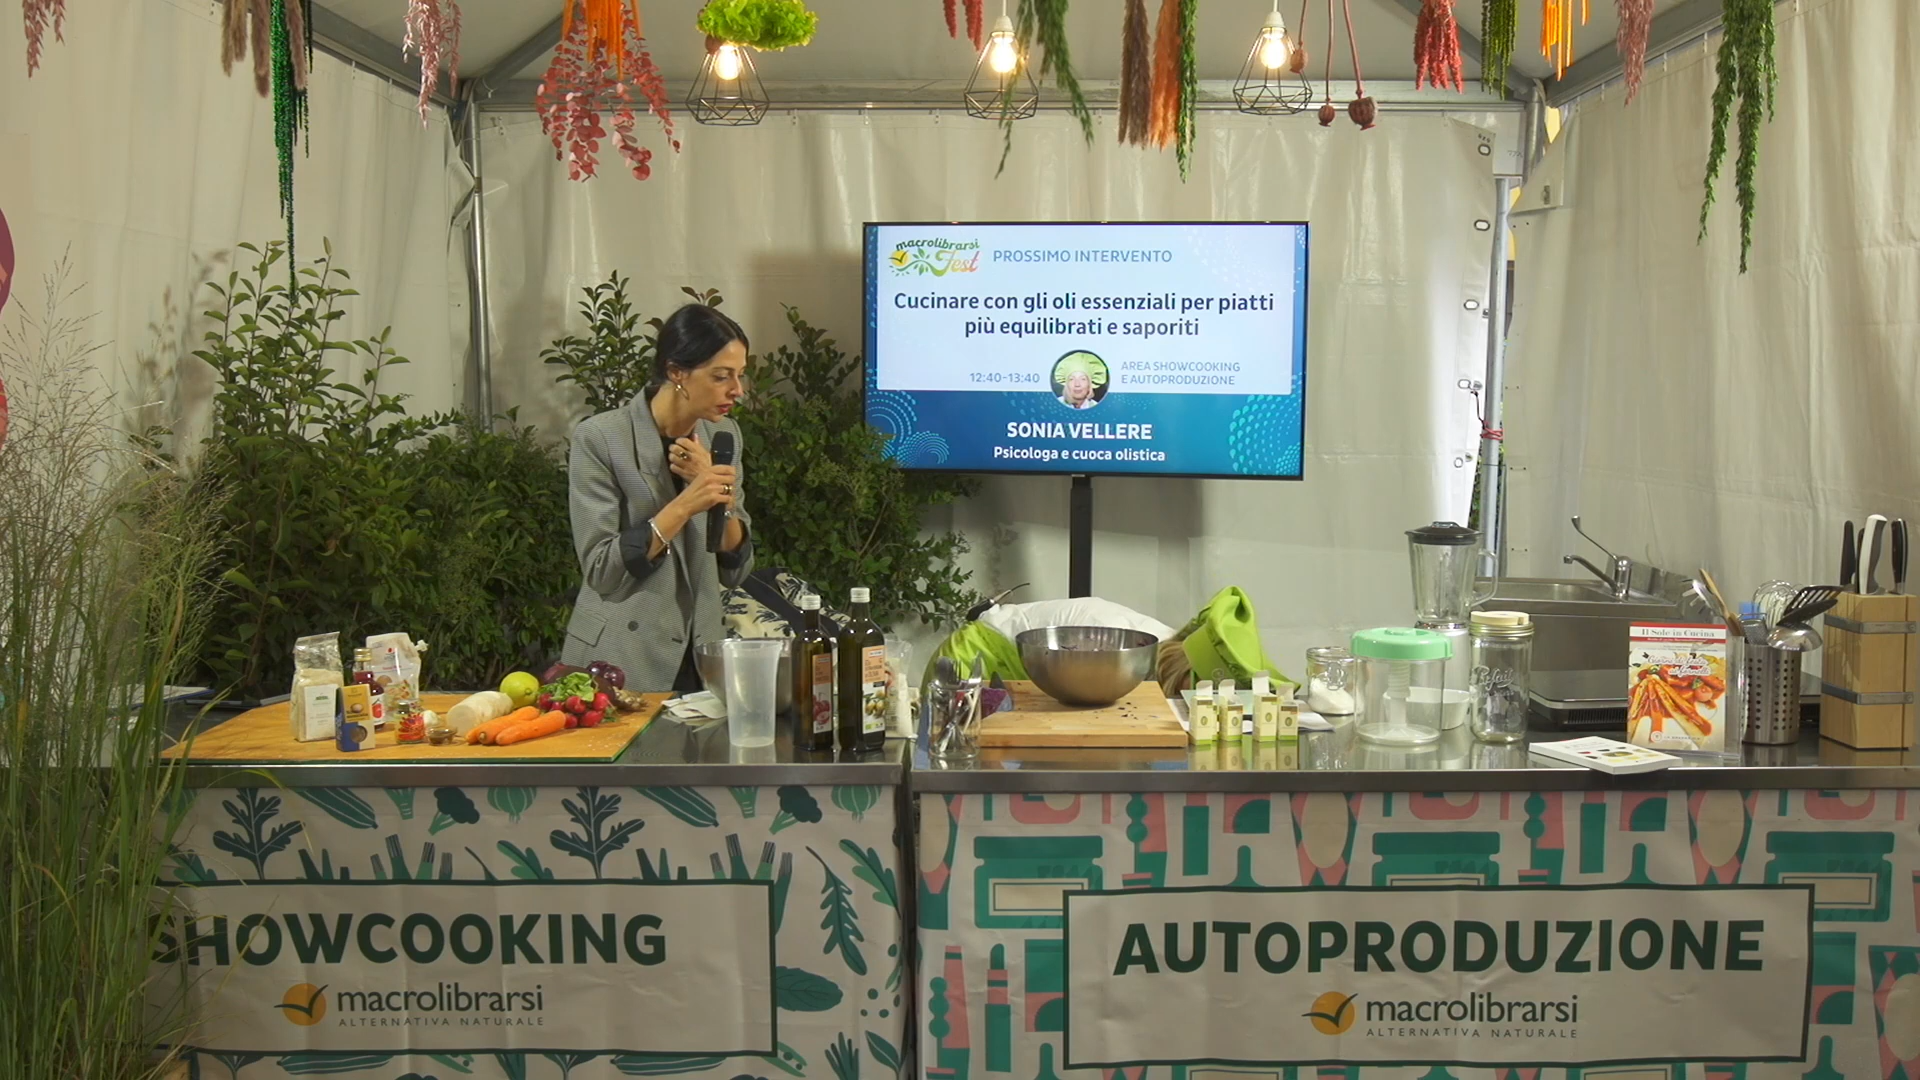 macrolibrarsi
Fest
PROSSIMO INTERVENTO
Cucinare con gli oli essenziali per piatti
più equilibrati e saporiti
12:40-13:40
AREA SHOWCOOKING
E AUTOPRODUZIONE
SONIA VELLERE
Psicologa e cuoca olistica
Il Sole in Cucina
SHOWCOOKING
macrolibrarsi
ALTERNATIVA NATURALE
AUTOPRODUZIONE
macrolibrarsi
ALTERNATIVA NATURALE